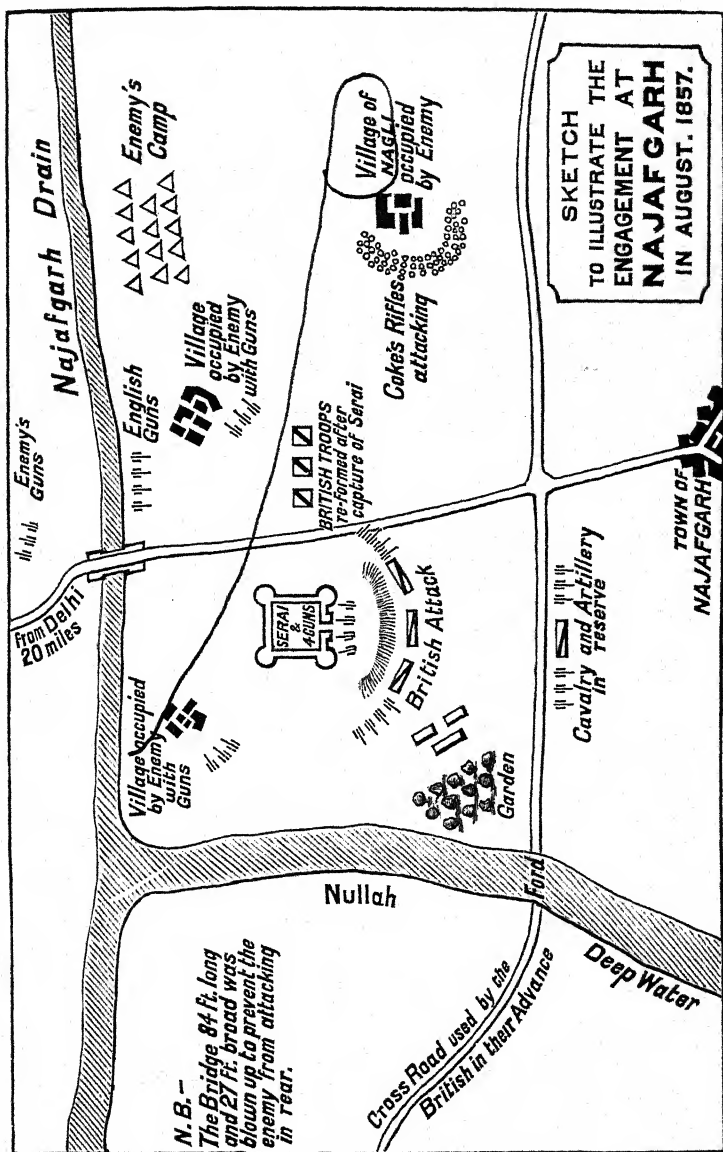 SKETCH
TO ILLUSTRATE THE
ENGAGEMENT AT
NAJAFGARH
IN AUGUST. 1857.
Najafgarh Drain
Enemy's
Guns
From Delhi
20 miles
English
Guns
Enemy's
Camp
Village
occupied
by Enemy
with Guns
Village of
NAGLI
occupied
by Enemy
Coke's Rifles
attacking
BRITISH TROOPS
re-formed after
capture of Serai
SERAI
&
4 GUNS
British Attack
Village occupied
by Enemy
with
Guns
Garden
Cavalry and Artillery
in reserve
TOWN OF
NAJAFGARH
Nullah
Ford
Deep Water
Cross Road used by the
British in their Advance
N.B.-
The Bridge 84 ft. long
and 27 ft. broad was
blown up to prevent the
enemy from attacking
in rear.